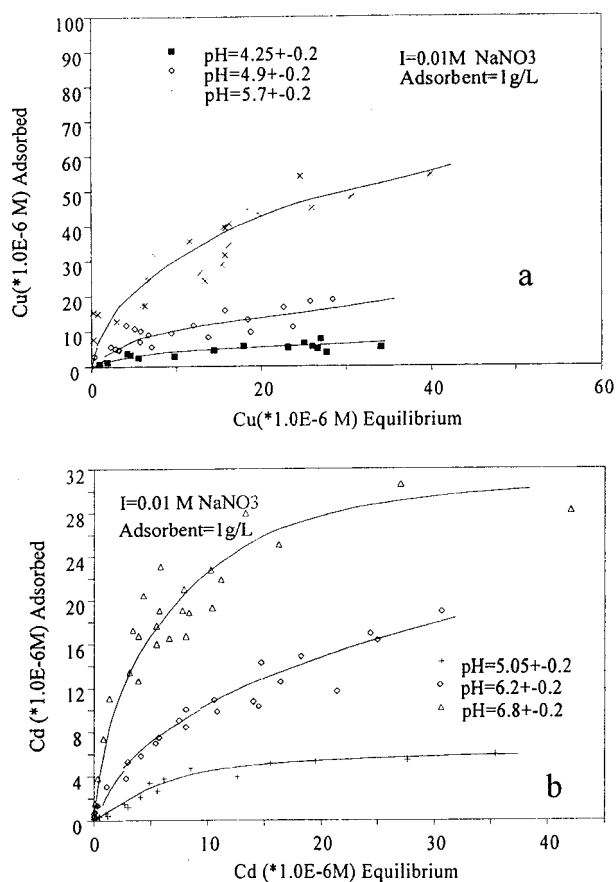 100
90
80
70
60
50
40
30
20
10
0
Cu(*1.0E-6 M) Adsorbed
pH=4.25+-0.2
pH=4.9+-0.2
pH=5.7+-0.2
I=0.01M NaNO3
Adsorbent=1g/L
a
0 10 20 30 40 50 60
Cu(*1.0E-6 M) Equilibrium
32
28
24
20
16
12
8
4
0
Cd (*1.0E-6M) Adsorbed
I=0.01 M NaNO3
Adsorbent=1g/L
pH=5.05+-0.2
pH=6.2+-0.2
pH=6.8+-0.2
b
0 10 20 30 40 50
Cd (*1.0E-6M) Equilibrium